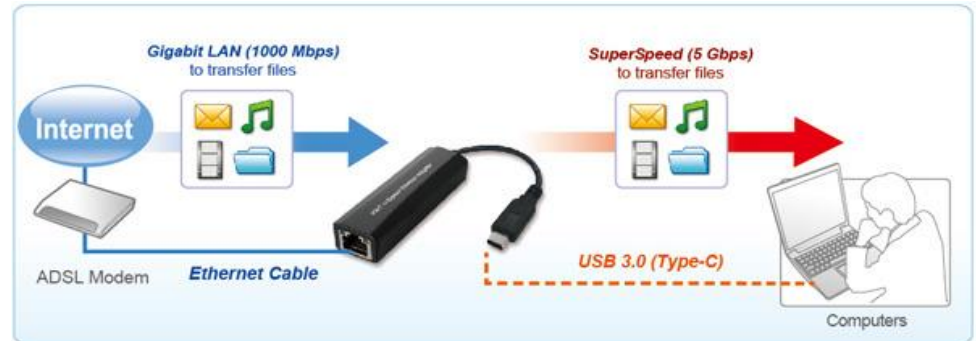 Gigabit LAN (1000 Mbps)
to transfer files
SuperSpeed (5 Gbps)
to transfer files
Internet
ADSL Modem
Ethernet Cable
USB 3.0 (Type-C)
Computers